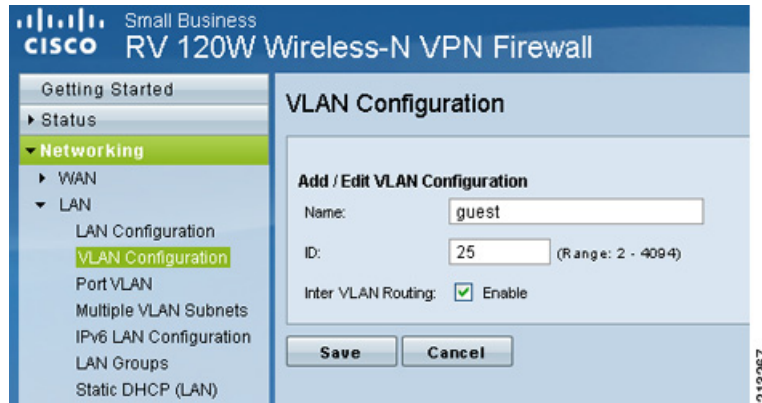 Small Business
CISCO RV 120W Wireless-N VPN Firewall
Getting Started
Status
Networking
WAN
LAN
LAN Configuration
VLAN Configuration
Port VLAN
Multiple VLAN Subnets
IPv6 LAN Configuration
LAN Groups
Static DHCP (LAN)
VLAN Configuration
Add / Edit VLAN Configuration
Name: guest
ID: 25 (Range: 2 - 4094)
Inter VLAN Routing: Enable
Save Cancel